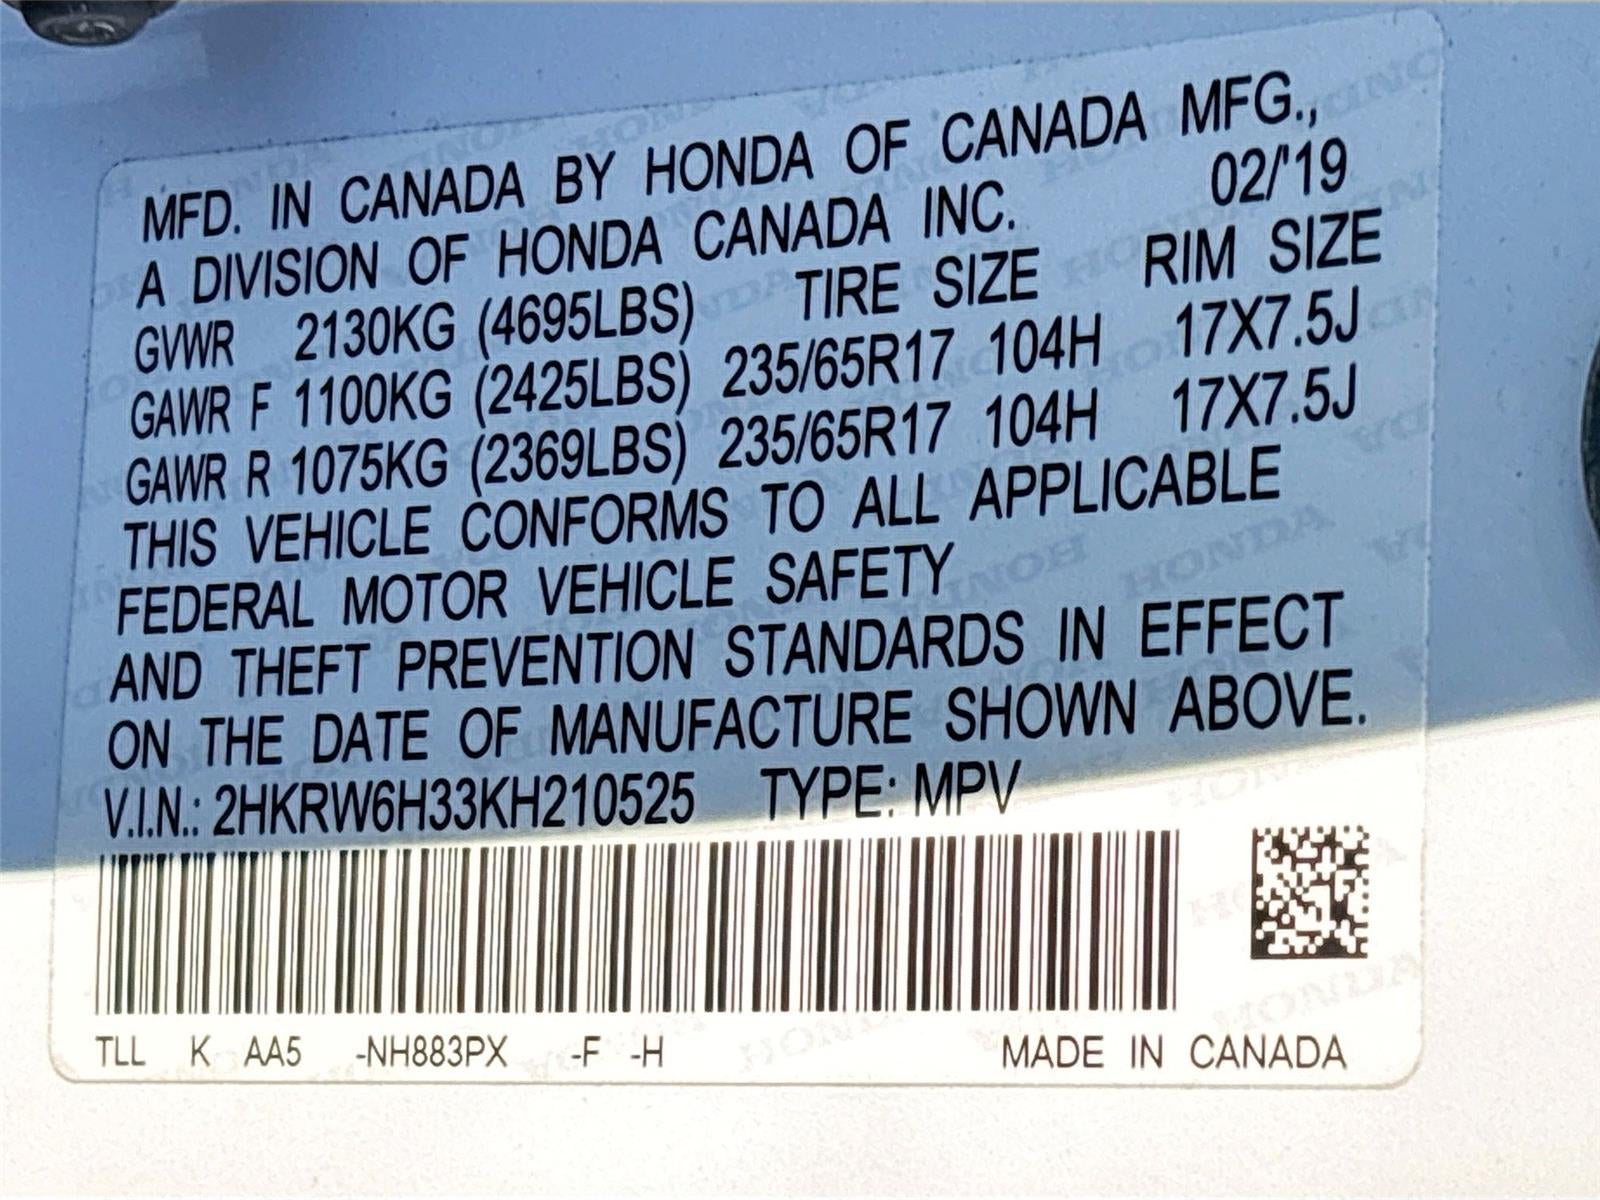 MFD. IN CANADA BY HONDA OF CANADA MFG.,
A DIVISION OF HONDA CANADA INC. 02/'19
GVWR 2130KG (4695LBS) TIRE SIZE RIM SIZE
GAWR F 1100KG (2425LBS) 235/65R17 104H 17X7.5J
GAWR R 1075KG (2369LBS) 235/65R17 104H 17X7.5J
THIS VEHICLE CONFORMS TO ALL APPLICABLE
FEDERAL MOTOR VEHICLE SAFETY
AND THEFT PREVENTION STANDARDS IN EFFECT
ON THE DATE OF MANUFACTURE SHOWN ABOVE.
V.I.N.: 2HKRW6H33KH210525 TYPE: MPV
TLL K AA5 -NH883PX -F -H MADE IN CANADA